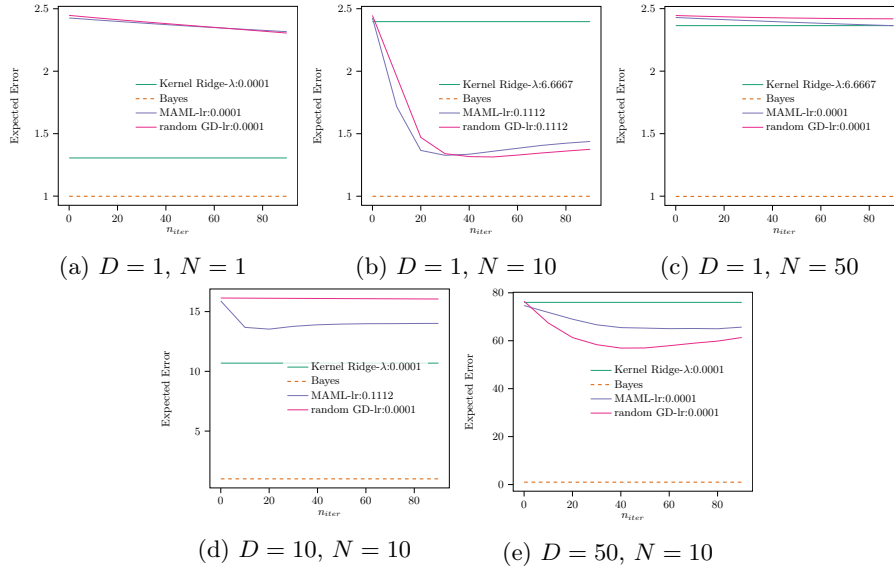 2.5
2
1.5
1
Expected Error
Kernel Ridge-λ:0.0001
Bayes
MAML-lr:0.0001
random GD-lr:0.0001
0 20 40 60 80
n_iter
(a) D = 1, N = 1
2.5
2
1.5
1
Expected Error
Kernel Ridge-λ:6.6667
Bayes
MAML-lr:0.1112
random GD-lr:0.1112
0 20 40 60 80
n_iter
(b) D = 1, N = 10
2.5
2
1.5
1
Expected Error
Kernel Ridge-λ:6.6667
Bayes
MAML-lr:0.0001
random GD-lr:0.0001
0 20 40 60 80
n_iter
(c) D = 1, N = 50
15
10
5
Expected Error
Kernel Ridge-λ:0.0001
Bayes
MAML-lr:0.1112
random GD-lr:0.0001
0 20 40 60 80
n_iter
(d) D = 10, N = 10
80
60
40
20
0
Expected Error
Kernel Ridge-λ:0.0001
Bayes
MAML-lr:0.0001
random GD-lr:0.0001
0 20 40 60 80
n_iter
(e) D = 50, N = 10